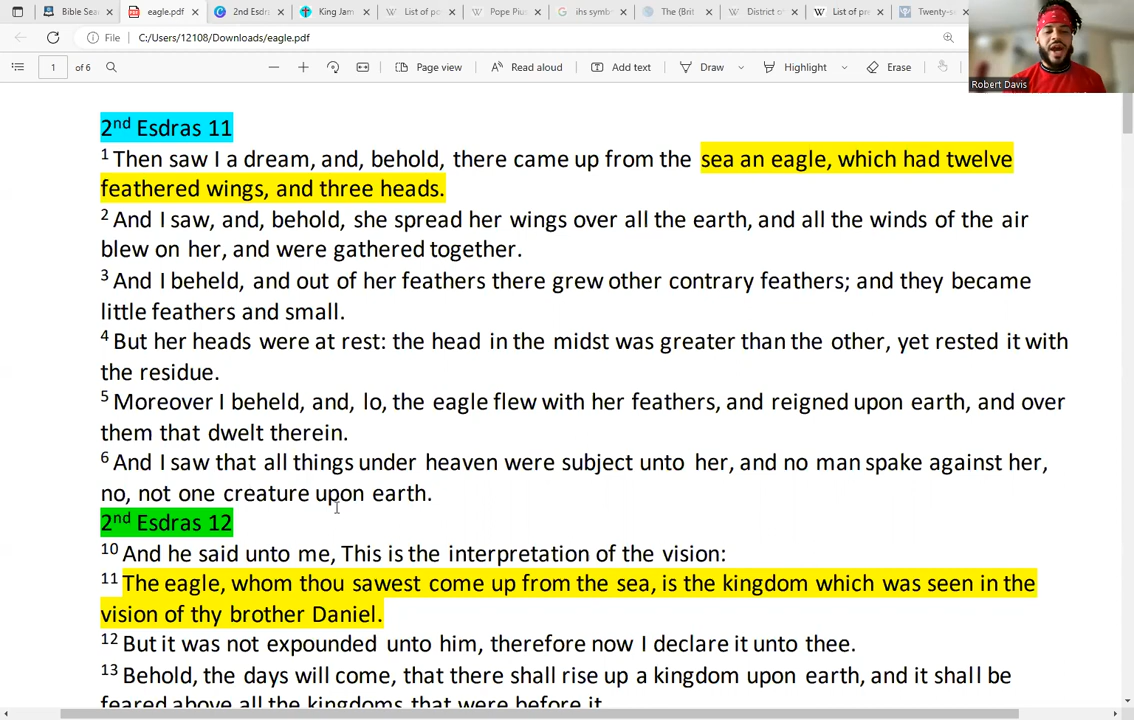 Bible Sea
eagle.pdf
2nd Esdr
King Jam
List of po
Pope Piu
ihs symb
The (Brit
District o
List of pre
Twenty-s
File C:/Users/12108/Downloads/eagle.pdf
1 of 6 Page view Read aloud Add text Draw Highlight Erase
Robert Davis
2nd Esdras 11
1 Then saw I a dream, and, behold, there came up from the sea an eagle, which had twelve
feathered wings, and three heads.
2 And I saw, and, behold, she spread her wings over all the earth, and all the winds of the air
blew on her, and were gathered together.
3 And I beheld, and out of her feathers there grew other contrary feathers; and they became
little feathers and small.
4 But her heads were at rest: the head in the midst was greater than the other, yet rested it with
the residue.
5 Moreover I beheld, and, lo, the eagle flew with her feathers, and reigned upon earth, and over
them that dwelt therein.
6 And I saw that all things under heaven were subject unto her, and no man spake against her,
no, not one creature upon earth.
2nd Esdras 12
10 And he said unto me, This is the interpretation of the vision:
11 The eagle, whom thou sawest come up from the sea, is the kingdom which was seen in the
vision of thy brother Daniel.
12 But it was not expounded unto him, therefore now I declare it unto thee.
13 Behold, the days will come, that there shall rise up a kingdom upon earth, and it shall be
feared above all the kingdoms that were before it.